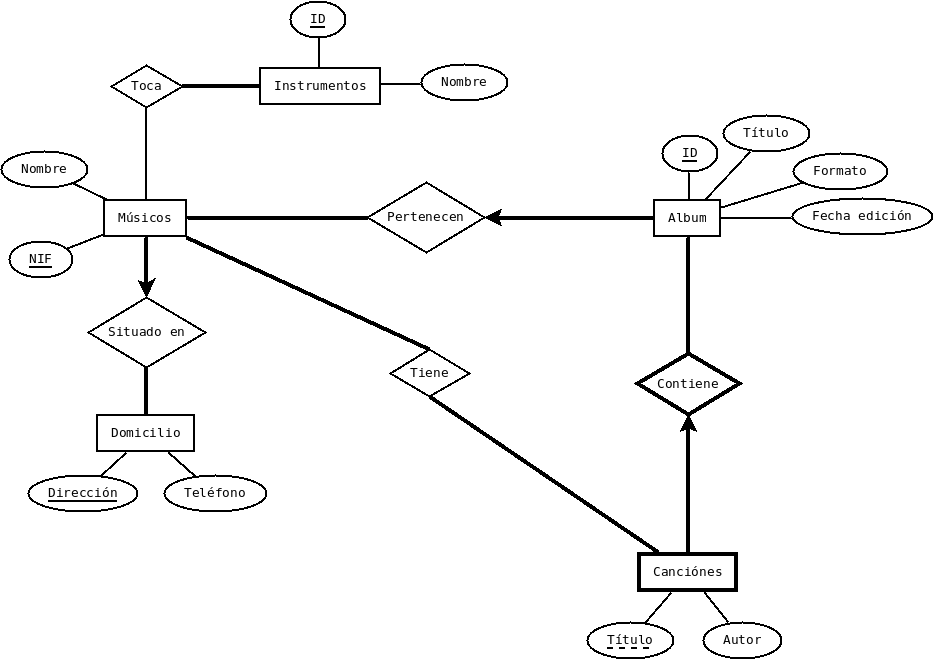 ID
Toca
Instrumentos
Nombre
Título
ID
Nombre
Formato
Músicos
Pertenecen
Album
Fecha edición
NIF
Situado en
Tiene
Contiene
Domicilio
Dirección
Teléfono
Canciónes
Título
Autor